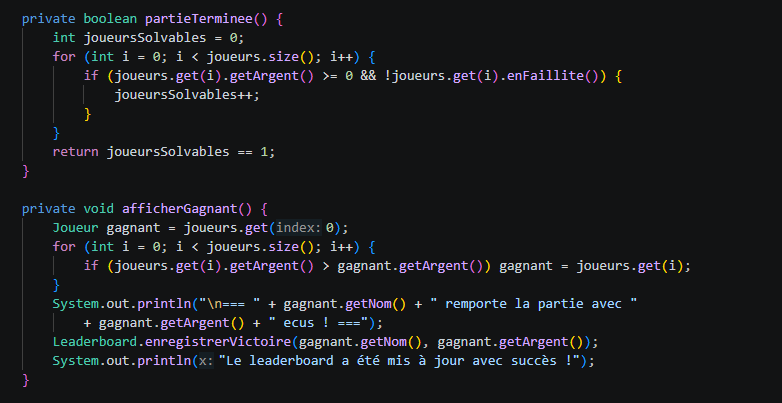 private boolean partieTerminee() {
    int joueursSolvables = 0;
    for (int i = 0; i < joueurs.size(); i++) {
        if (joueurs.get(i).getArgent() >= 0 && !joueurs.get(i).enFaillite()) {
            joueursSolvables++;
        }
    }
    return joueursSolvables == 1;
}

private void afficherGagnant() {
    Joueur gagnant = joueurs.get(index: 0);
    for (int i = 0; i < joueurs.size(); i++) {
        if (joueurs.get(i).getArgent() > gagnant.getArgent()) gagnant = joueurs.get(i);
    }
    System.out.println("\n=== " + gagnant.getNom() + " remporte la partie avec "
        + gagnant.getArgent() + " ecus ! ===");
    Leaderboard.enregistrerVictoire(gagnant.getNom(), gagnant.getArgent());
    System.out.println(x: "Le leaderboard a été mis à jour avec succès !");
}